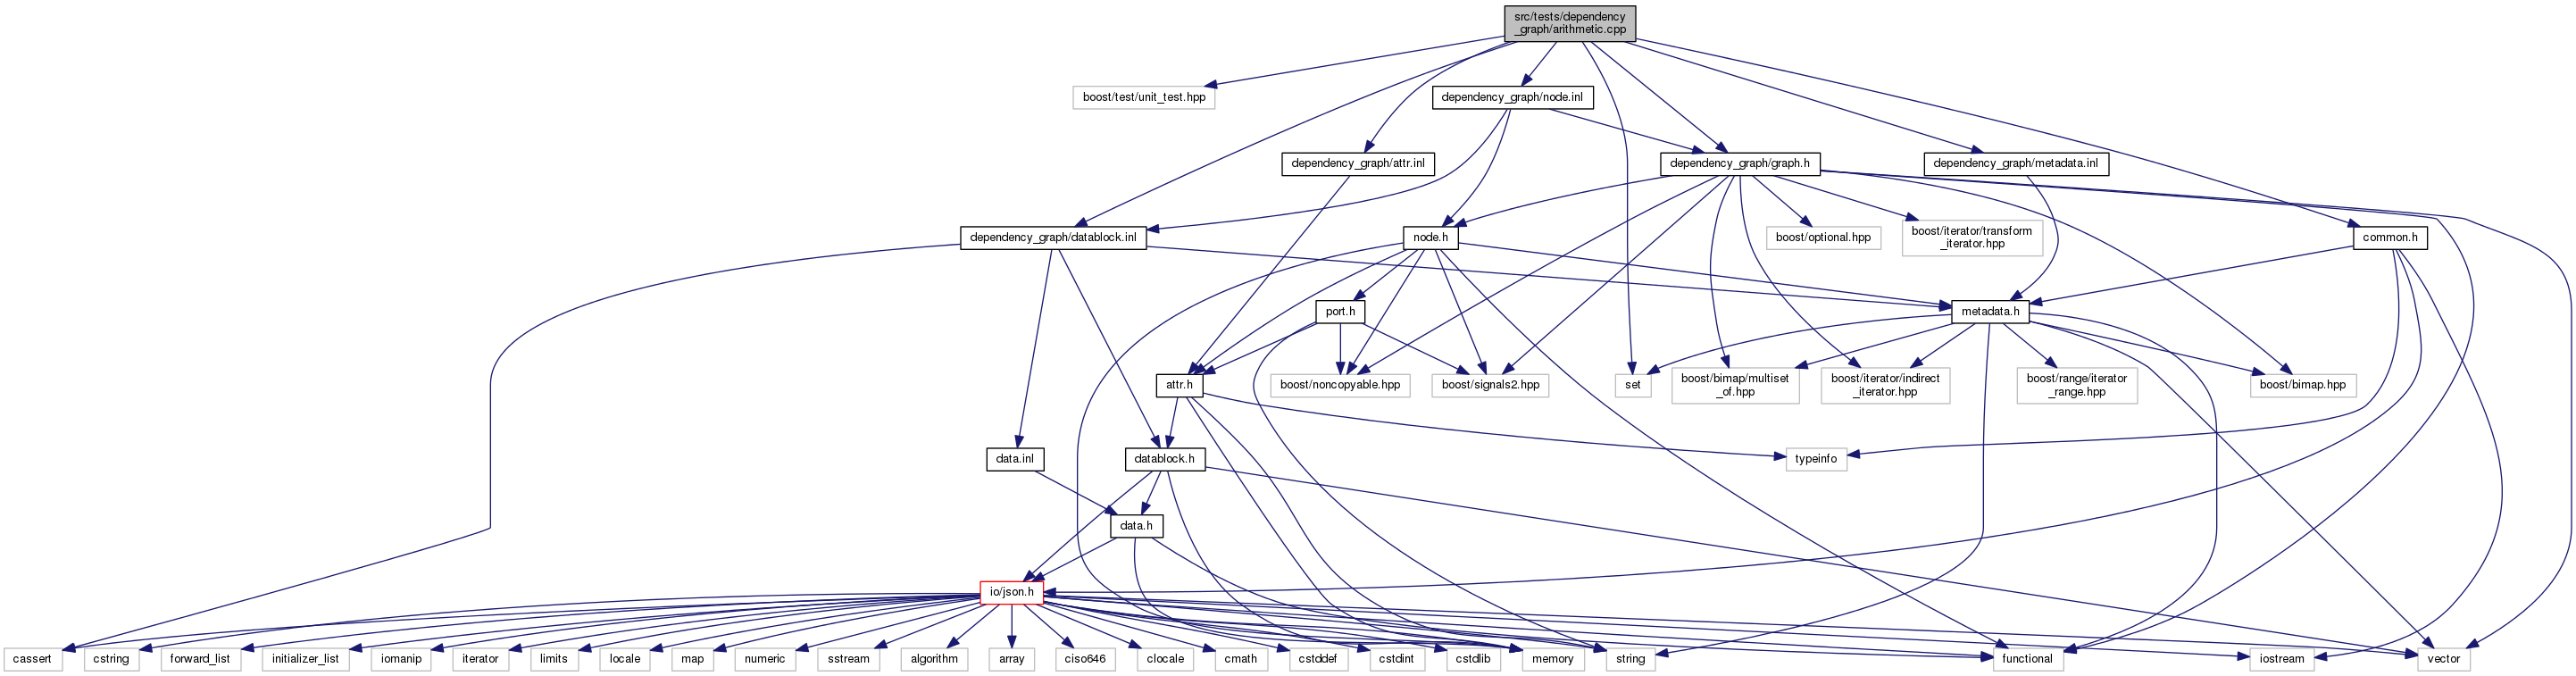 src/tests/dependency
_graph/arithmetic.cpp
boost/test/unit_test.hpp
dependency_graph/node.inl
dependency_graph/attr.inl
dependency_graph/graph.h
dependency_graph/metadata.inl
dependency_graph/datablock.inl
node.h
boost/optional.hpp
boost/iterator/transform
_iterator.hpp
common.h
port.h
metadata.h
attr.h
boost/noncopyable.hpp
boost/signals2.hpp
set
boost/bimap/multiset
_of.hpp
boost/iterator/indirect
_iterator.hpp
boost/range/iterator
_range.hpp
boost/bimap.hpp
data.inl
datablock.h
typeinfo
data.h
io/json.h
cassert
cstring
forward_list
initializer_list
iomanip
iterator
limits
locale
map
numeric
sstream
algorithm
array
ciso646
clocale
cmath
cstddef
cstdint
cstdlib
memory
string
functional
iostream
vector